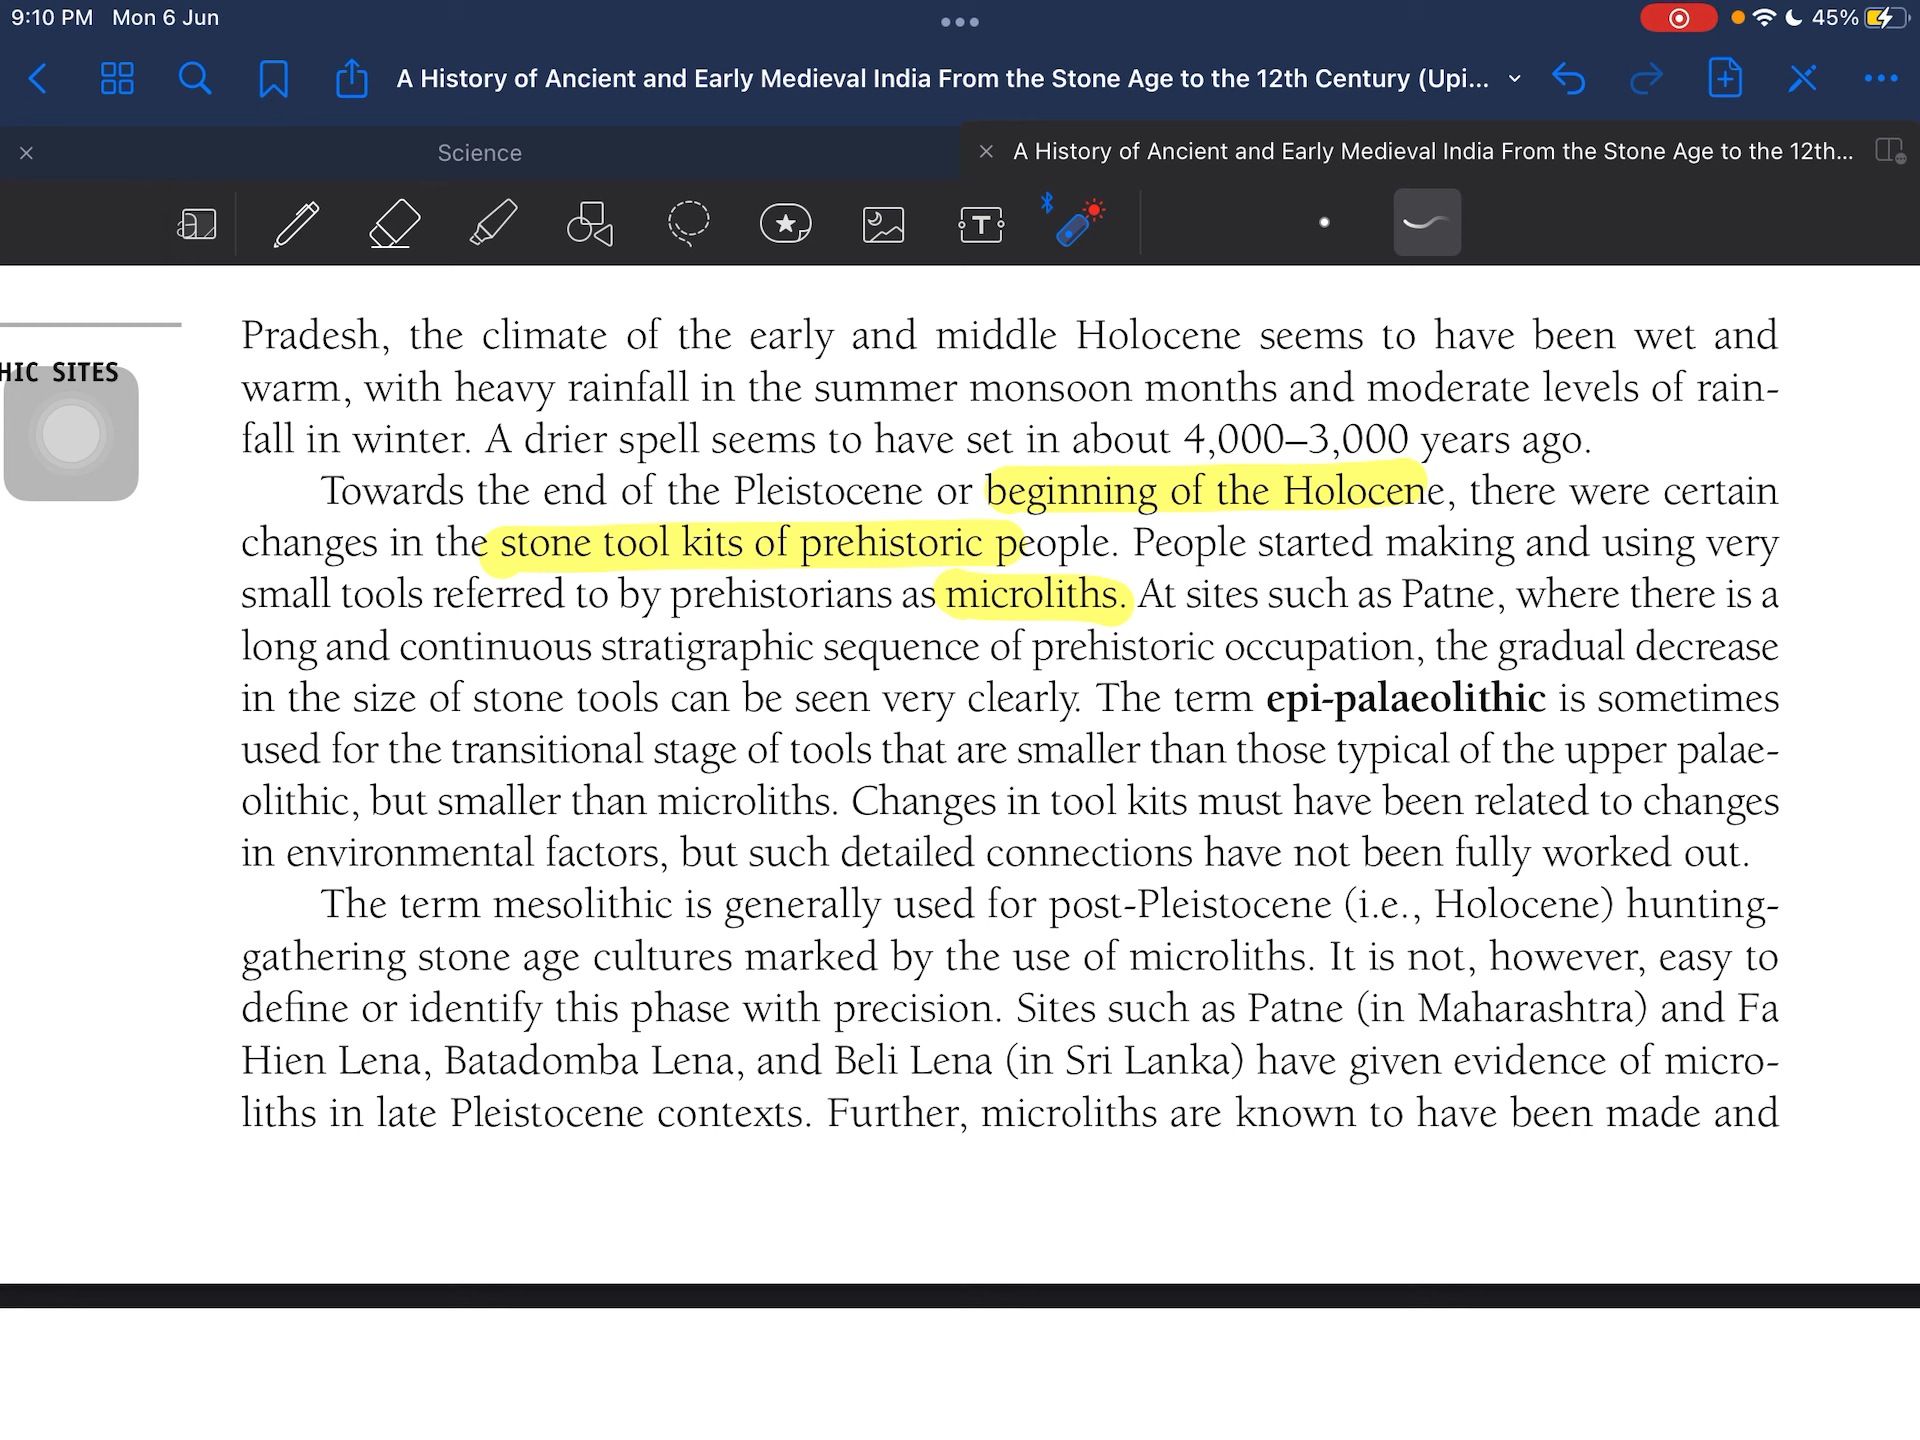 9:10 PM Mon 6 Jun
45%
A History of Ancient and Early Medieval India From the Stone Age to the 12th Century (Upi...
Science
A History of Ancient and Early Medieval India From the Stone Age to the 12th...
HIC SITES
Pradesh, the climate of the early and middle Holocene seems to have been wet and
warm, with heavy rainfall in the summer monsoon months and moderate levels of rain-
fall in winter. A drier spell seems to have set in about 4,000–3,000 years ago.
Towards the end of the Pleistocene or beginning of the Holocene, there were certain
changes in the stone tool kits of prehistoric people. People started making and using very
small tools referred to by prehistorians as microliths. At sites such as Patne, where there is a
long and continuous stratigraphic sequence of prehistoric occupation, the gradual decrease
in the size of stone tools can be seen very clearly. The term epi-palaeolithic is sometimes
used for the transitional stage of tools that are smaller than those typical of the upper palae-
olithic, but smaller than microliths. Changes in tool kits must have been related to changes
in environmental factors, but such detailed connections have not been fully worked out.
The term mesolithic is generally used for post-Pleistocene (i.e., Holocene) hunting-
gathering stone age cultures marked by the use of microliths. It is not, however, easy to
define or identify this phase with precision. Sites such as Patne (in Maharashtra) and Fa
Hien Lena, Batadomba Lena, and Beli Lena (in Sri Lanka) have given evidence of micro-
liths in late Pleistocene contexts. Further, microliths are known to have been made and